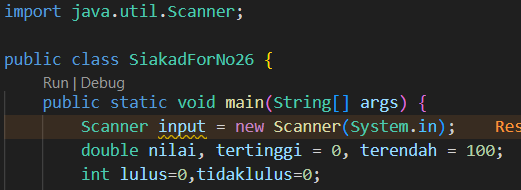 import java.util.Scanner;
public class SiakadForNo26 {
Run | Debug
public static void main(String[] args) {
Scanner input = new Scanner(System.in);    Res
double nilai, tertinggi = 0, terendah = 100;
int lulus=0,tidaklulus=0;